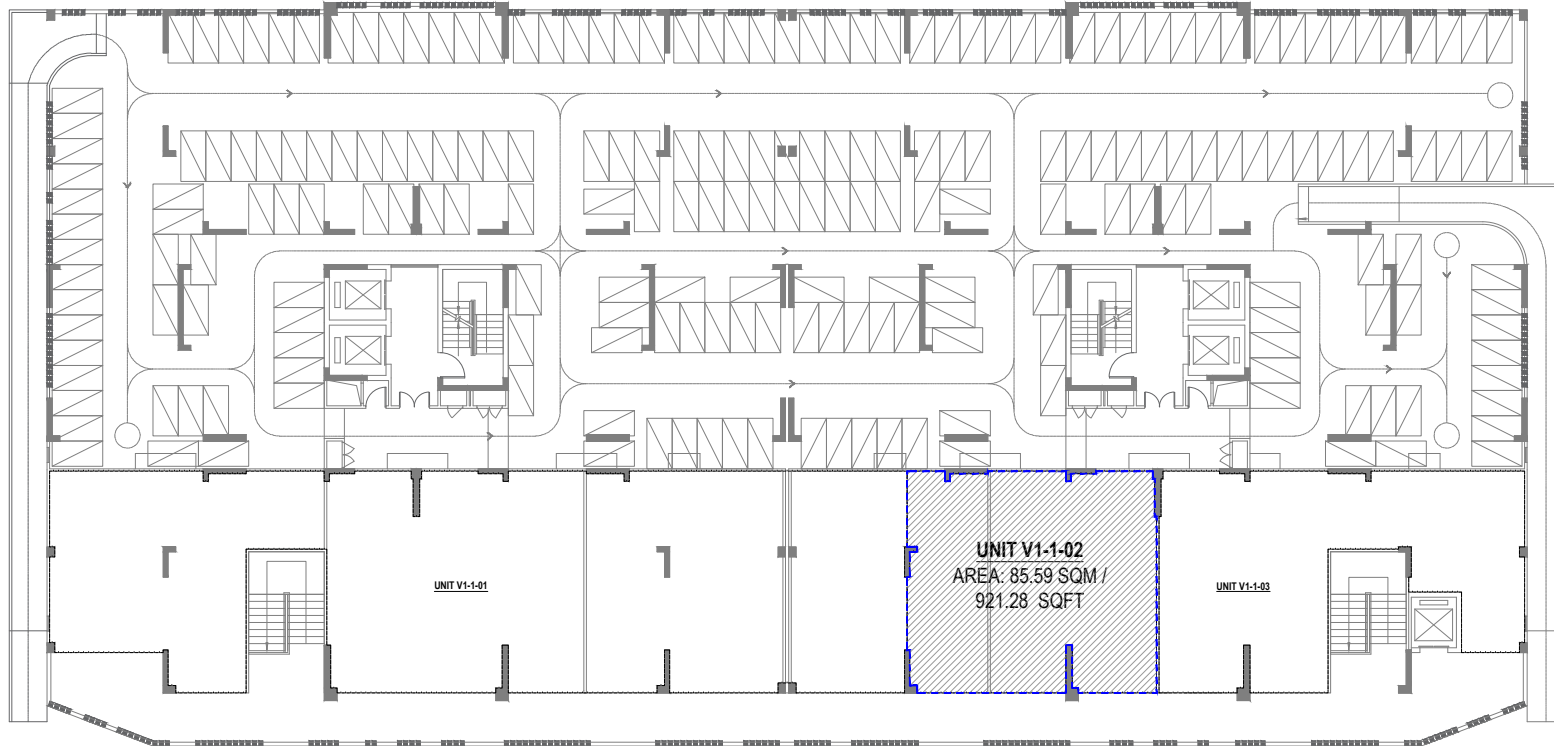 UNIT V1-1-02
AREA: 85.59 SQM /
921.28 SQFT
UNIT V1-1-01
UNIT V1-1-03